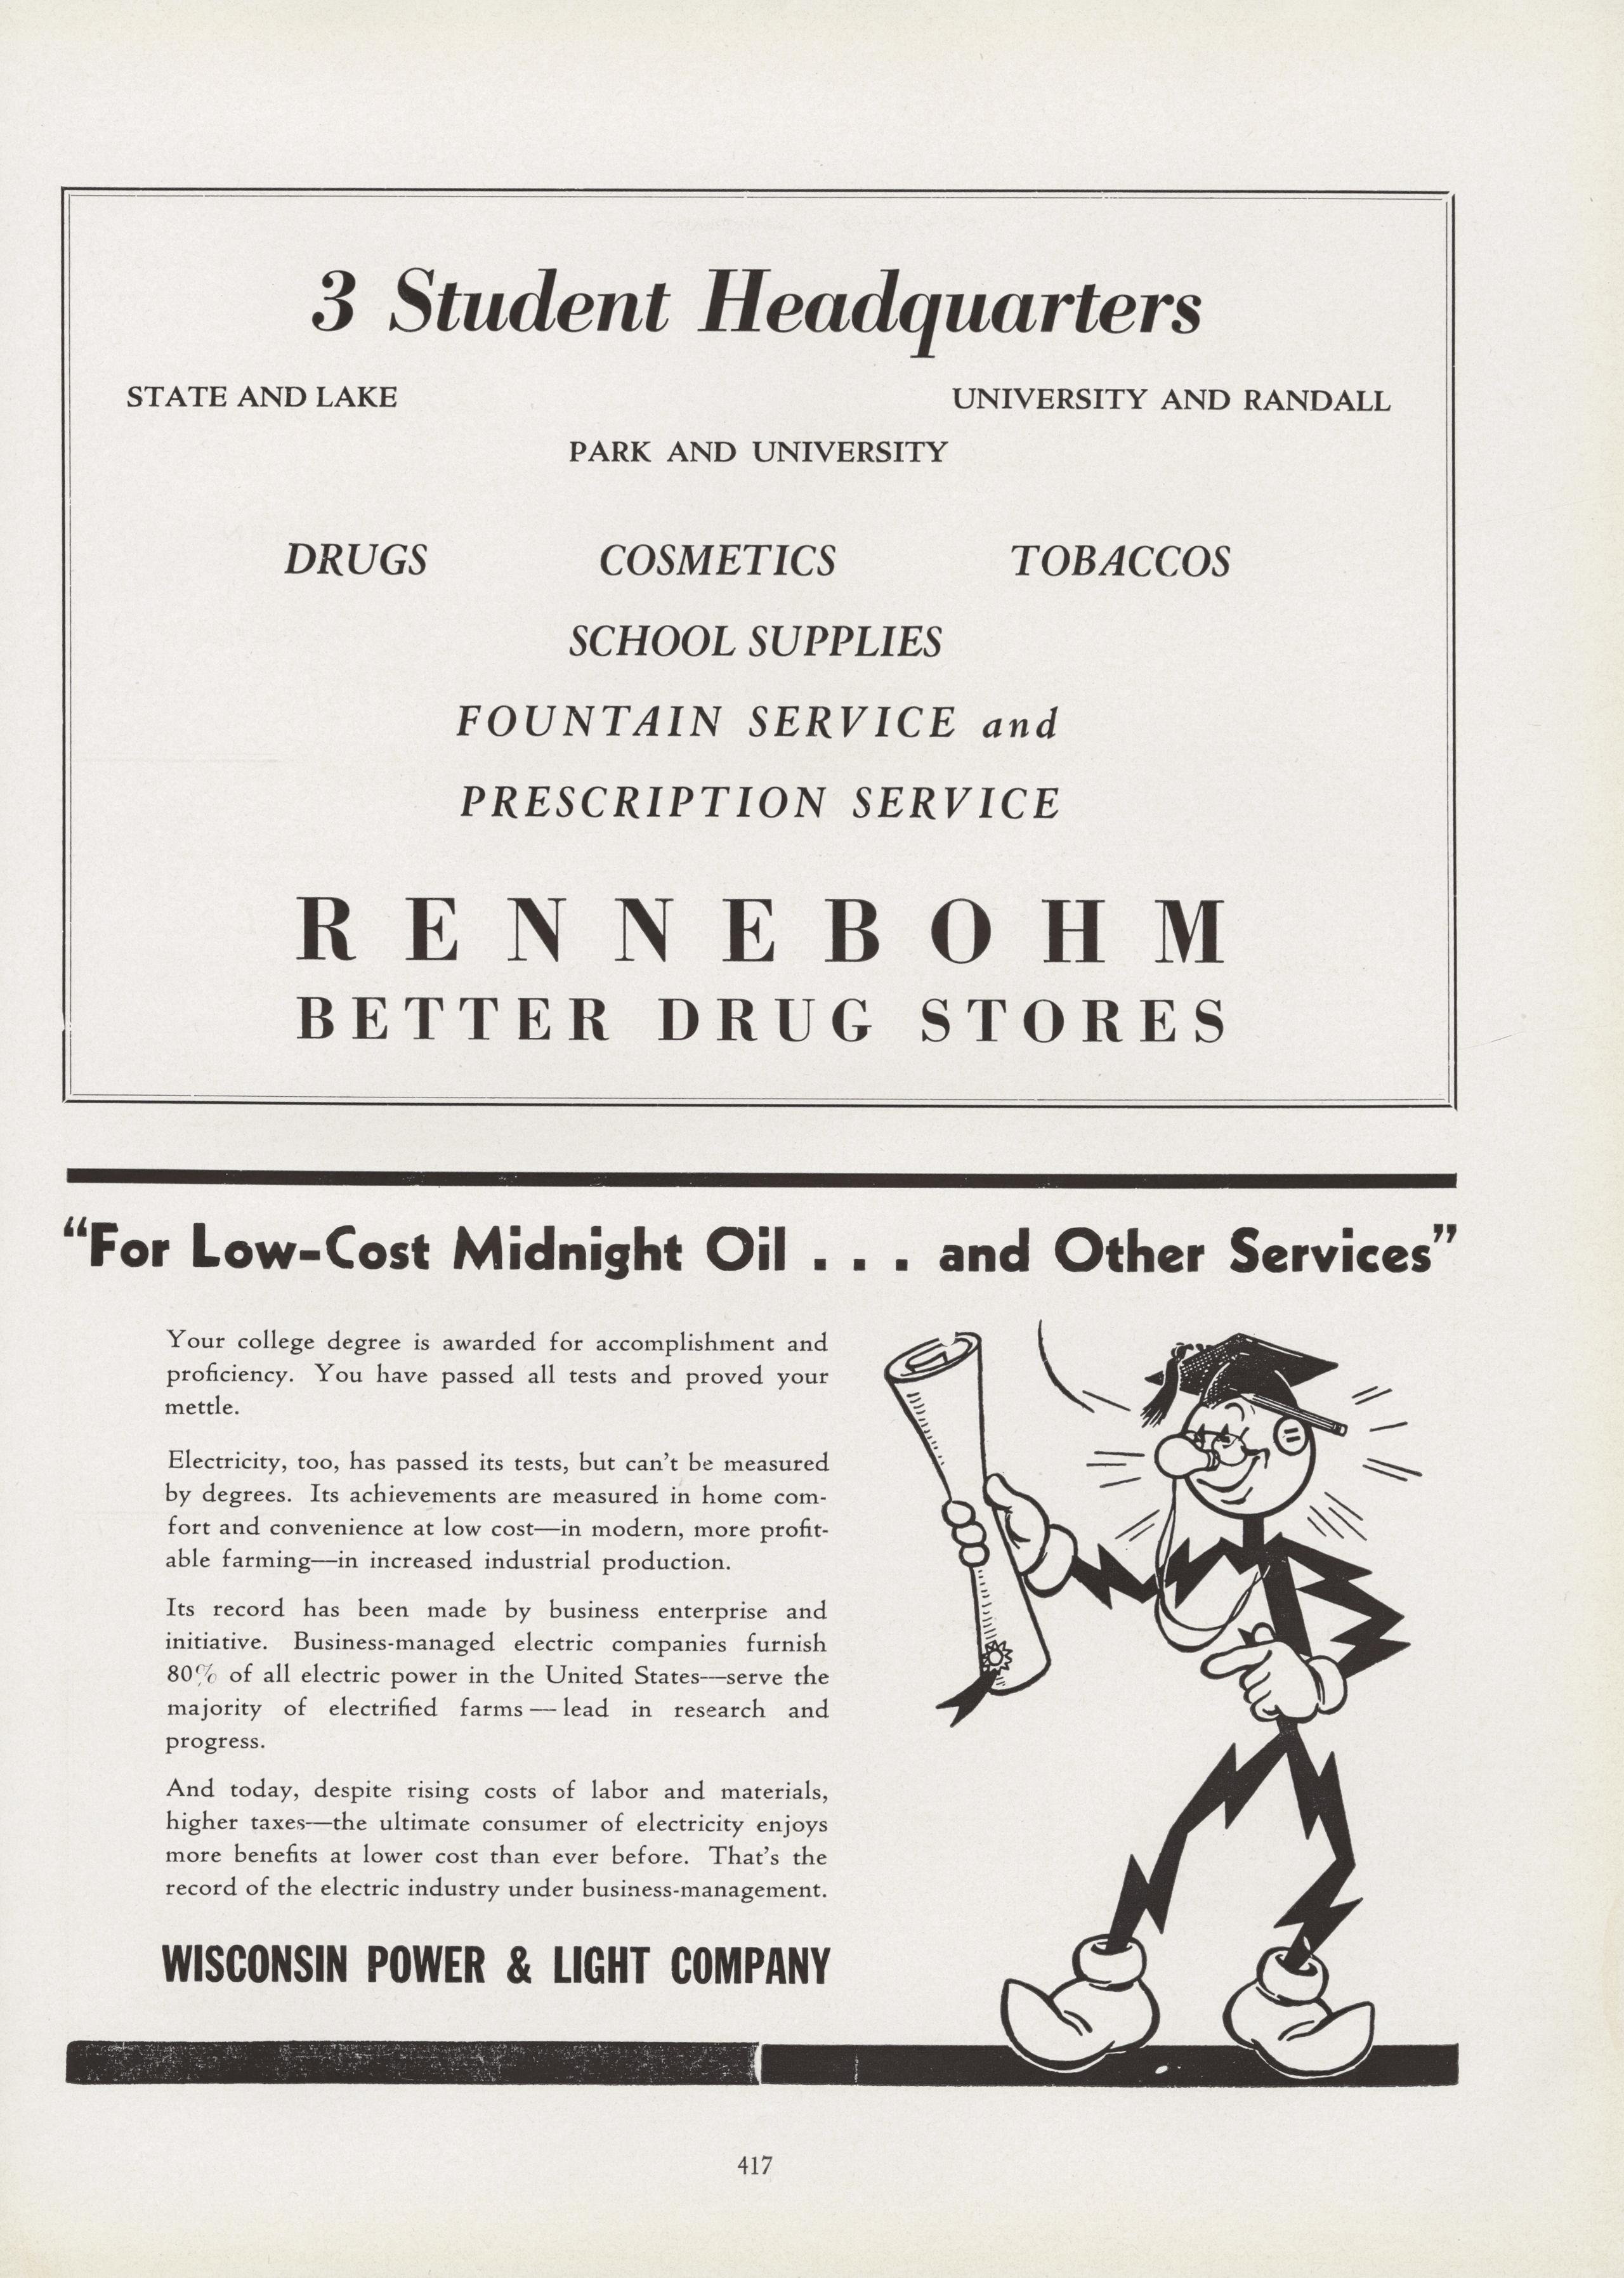 3 Student Headquarters
STATE AND LAKE
UNIVERSITY AND RANDALL
PARK AND UNIVERSITY
DRUGS COSMETICS TOBACCOS
SCHOOL SUPPLIES
FOUNTAIN SERVICE and
PRESCRIPTION SERVICE
RENNEBOHM
BETTER DRUG STORES
“For Low-Cost Midnight Oil . . . and Other Services”
Your college degree is awarded for accomplishment and
proficiency. You have passed all tests and proved your
mettle.
Electricity, too, has passed its tests, but can’t be measured
by degrees. Its achievements are measured in home com-
fort and convenience at low cost—in modern, more profit-
able farming—in increased industrial production.
Its record has been made by business enterprise and
initiative. Business-managed electric companies furnish
80% of all electric power in the United States—serve the
majority of electrified farms — lead in research and
progress.
And today, despite rising costs of labor and materials,
higher taxes—the ultimate consumer of electricity enjoys
more benefits at lower cost than ever before. That’s the
record of the electric industry under business-management.
WISCONSIN POWER & LIGHT COMPANY
417